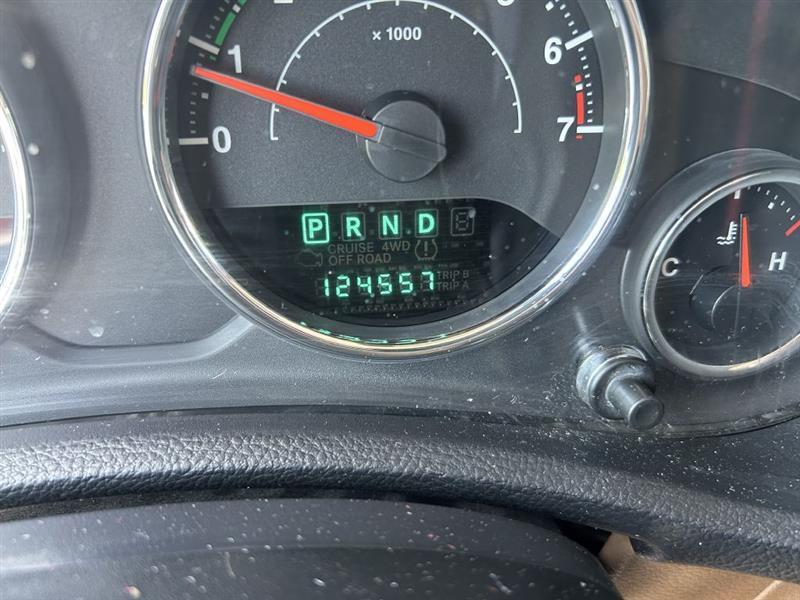 x 1000
1
6
0
7
P R N D
CRUISE 4WD
OFF ROAD
124557
TRIP B
TRIP A
C
H